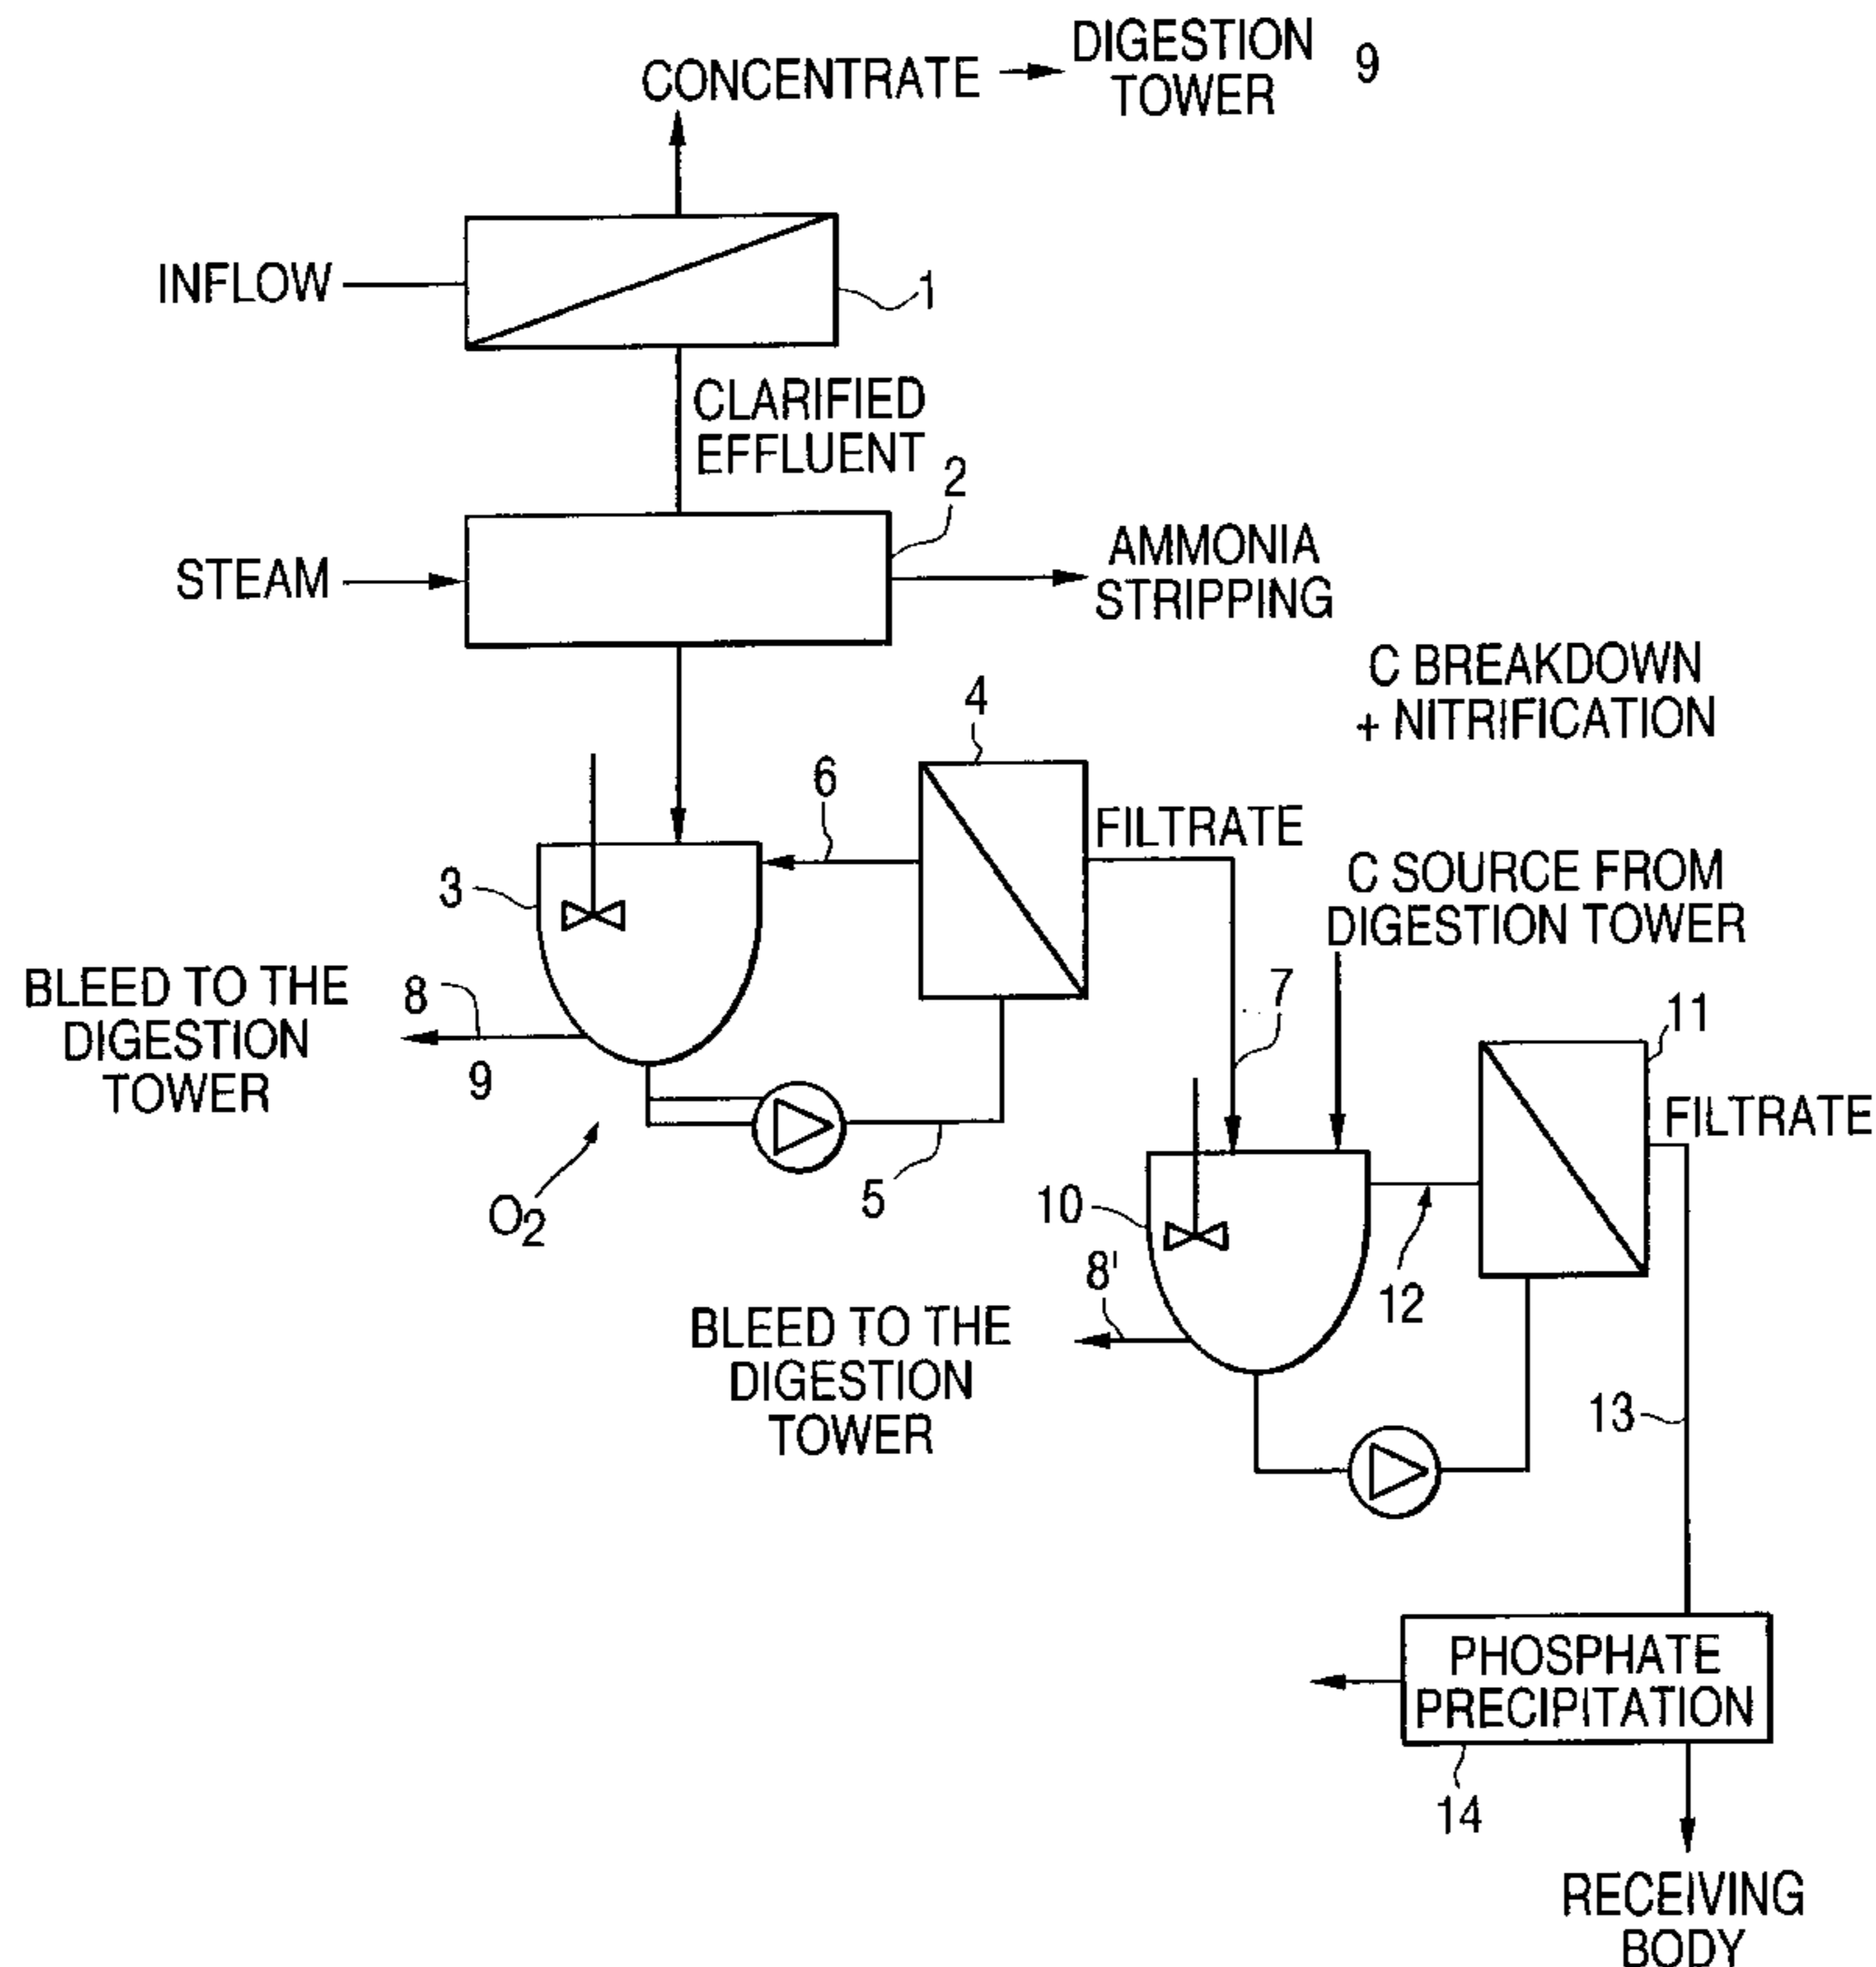 DIGESTION
TOWER
9
CONCENTRATE
INFLOW
1
CLARIFIED
EFFLUENT
2
STEAM
AMMONIA
STRIPPING
C BREAKDOWN
+ NITRIFICATION
4
6
FILTRATE
3
C SOURCE FROM
DIGESTION TOWER
BLEED TO THE
DIGESTION
TOWER
8
9
7
11
O2
5
FILTRATE
10
8'
12
BLEED TO THE
DIGESTION
TOWER
13
PHOSPHATE
PRECIPITATION
14
RECEIVING
BODY